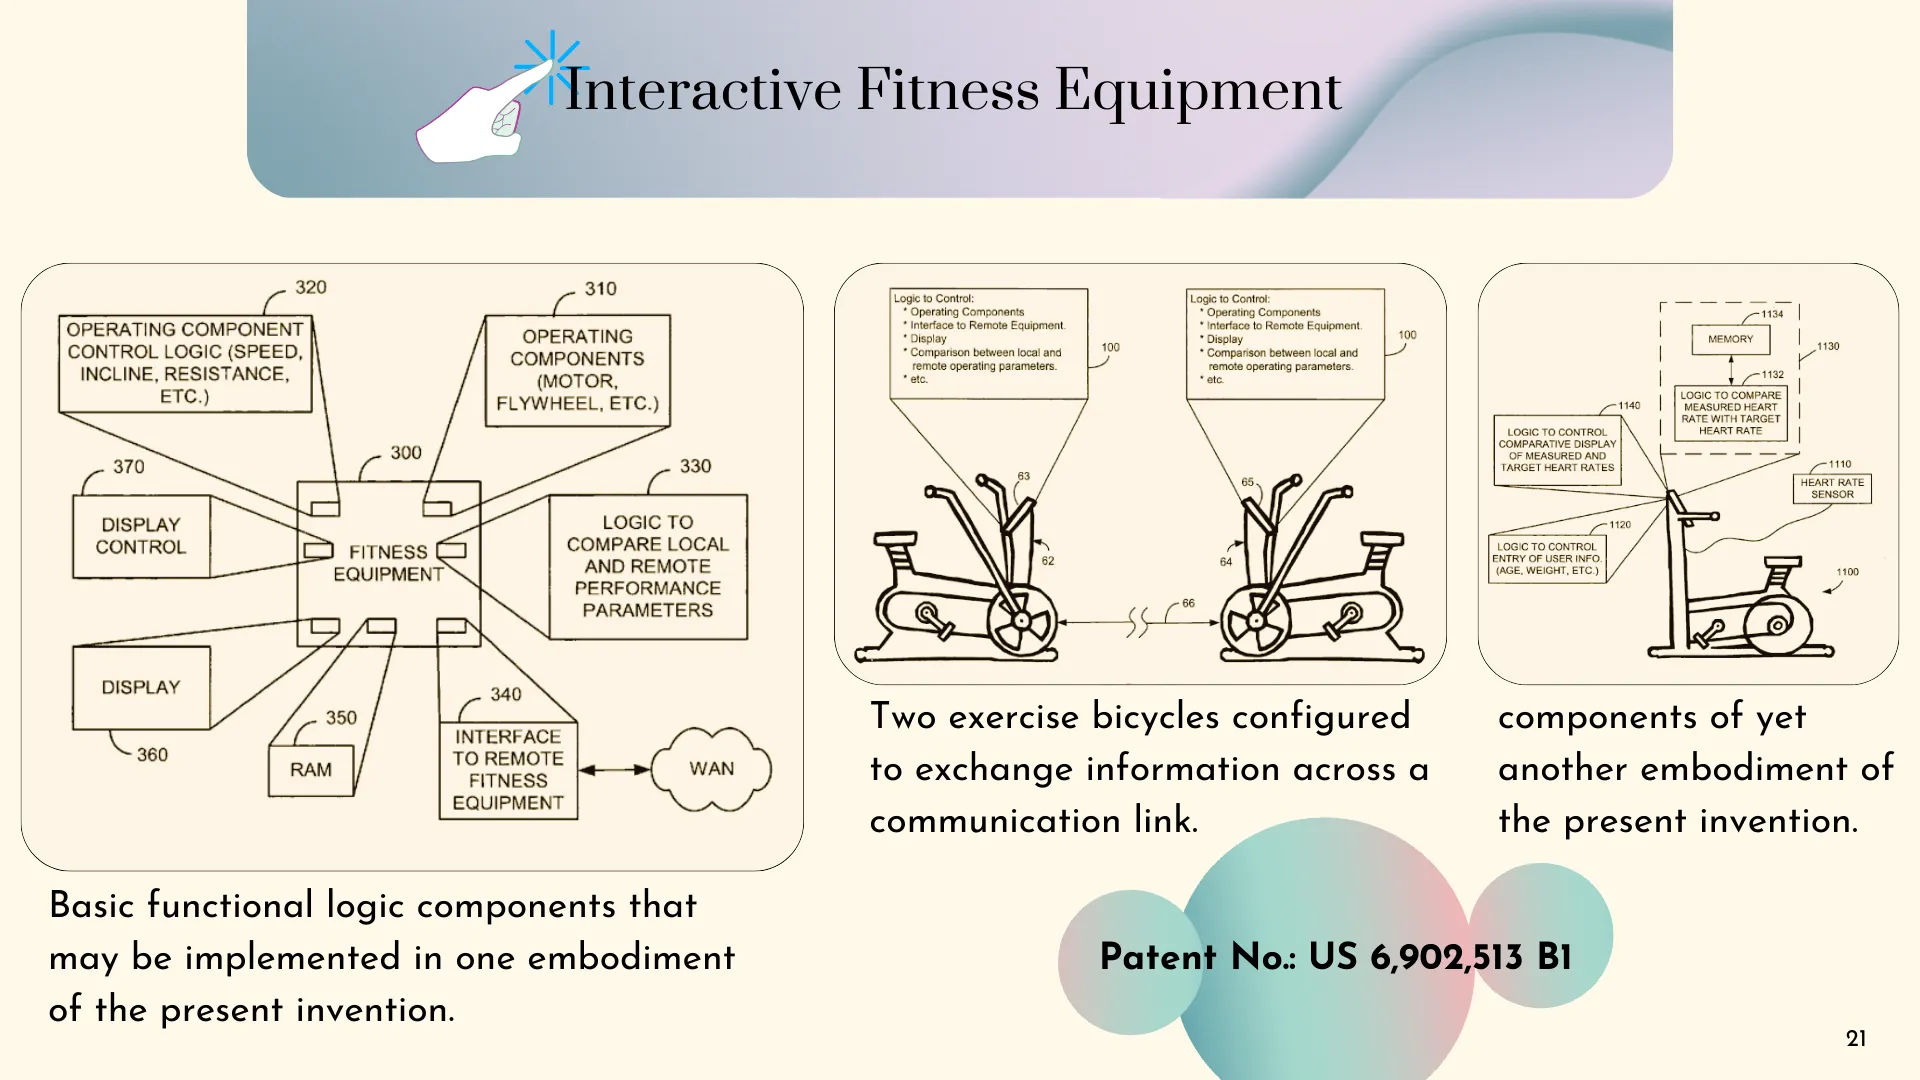 Interactive Fitness Equipment
320
OPERATING COMPONENT
CONTROL LOGIC (SPEED,
INCLINE, RESISTANCE,
ETC.)
310
OPERATING
COMPONENTS
(MOTOR,
FLYWHEEL, ETC.)
300
370
DISPLAY
CONTROL
FITNESS
EQUIPMENT
330
LOGIC TO
COMPARE LOCAL
AND REMOTE
PERFORMANCE
PARAMETERS
DISPLAY
360
350
RAM
340
INTERFACE
TO REMOTE
FITNESS
EQUIPMENT
WAN
Basic functional logic components that
may be implemented in one embodiment
of the present invention.
Logic to Control:
* Operating Components
* Interface to Remote Equipment.
* Display
* Comparison between local and
remote operating parameters.
* etc.
100
Logic to Control:
* Operating Components
* Interface to Remote Equipment.
* Display
* Comparison between local and
remote operating parameters.
* etc.
100
63
62
65
64
66
Two exercise bicycles configured
to exchange information across a
communication link.
1134
MEMORY
1130
1132
LOGIC TO COMPARE
MEASURED HEART
RATE WITH TARGET
HEART RATE
1140
LOGIC TO CONTROL
COMPARATIVE DISPLAY
OF MEASURED AND
TARGET HEART RATES
1110
HEART RATE
SENSOR
1120
LOGIC TO CONTROL
ENTRY OF USER INFO.
(AGE, WEIGHT, ETC.)
1100
components of yet
another embodiment of
the present invention.
Patent No.: US 6,902,513 B1
21